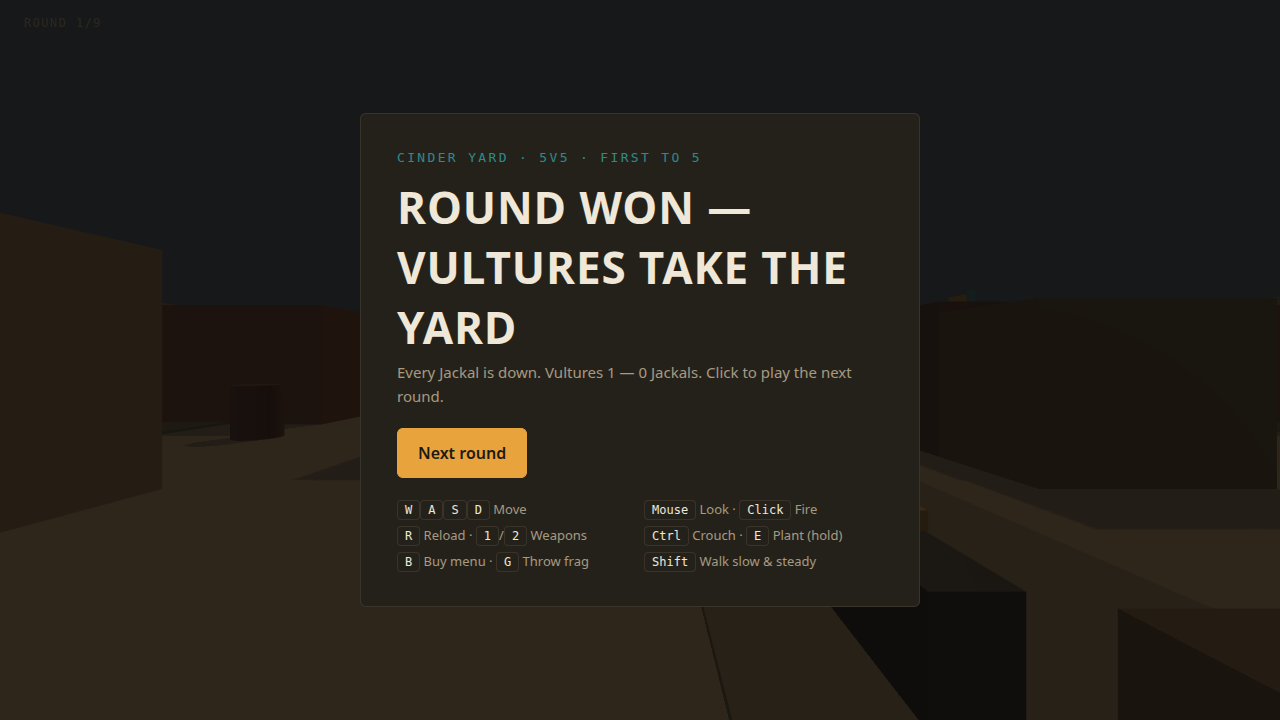 ROUND 1/9
CINDER YARD · 5V5 · FIRST TO 5
ROUND WON —
VULTURES TAKE THE
YARD
Every Jackal is down. Vultures 1 — 0 Jackals. Click to play the next
round.
Next round
W A S D Move
Mouse Look · Click Fire
R Reload · 1 / 2 Weapons
Ctrl Crouch · E Plant (hold)
B Buy menu · G Throw frag
Shift Walk slow & steady